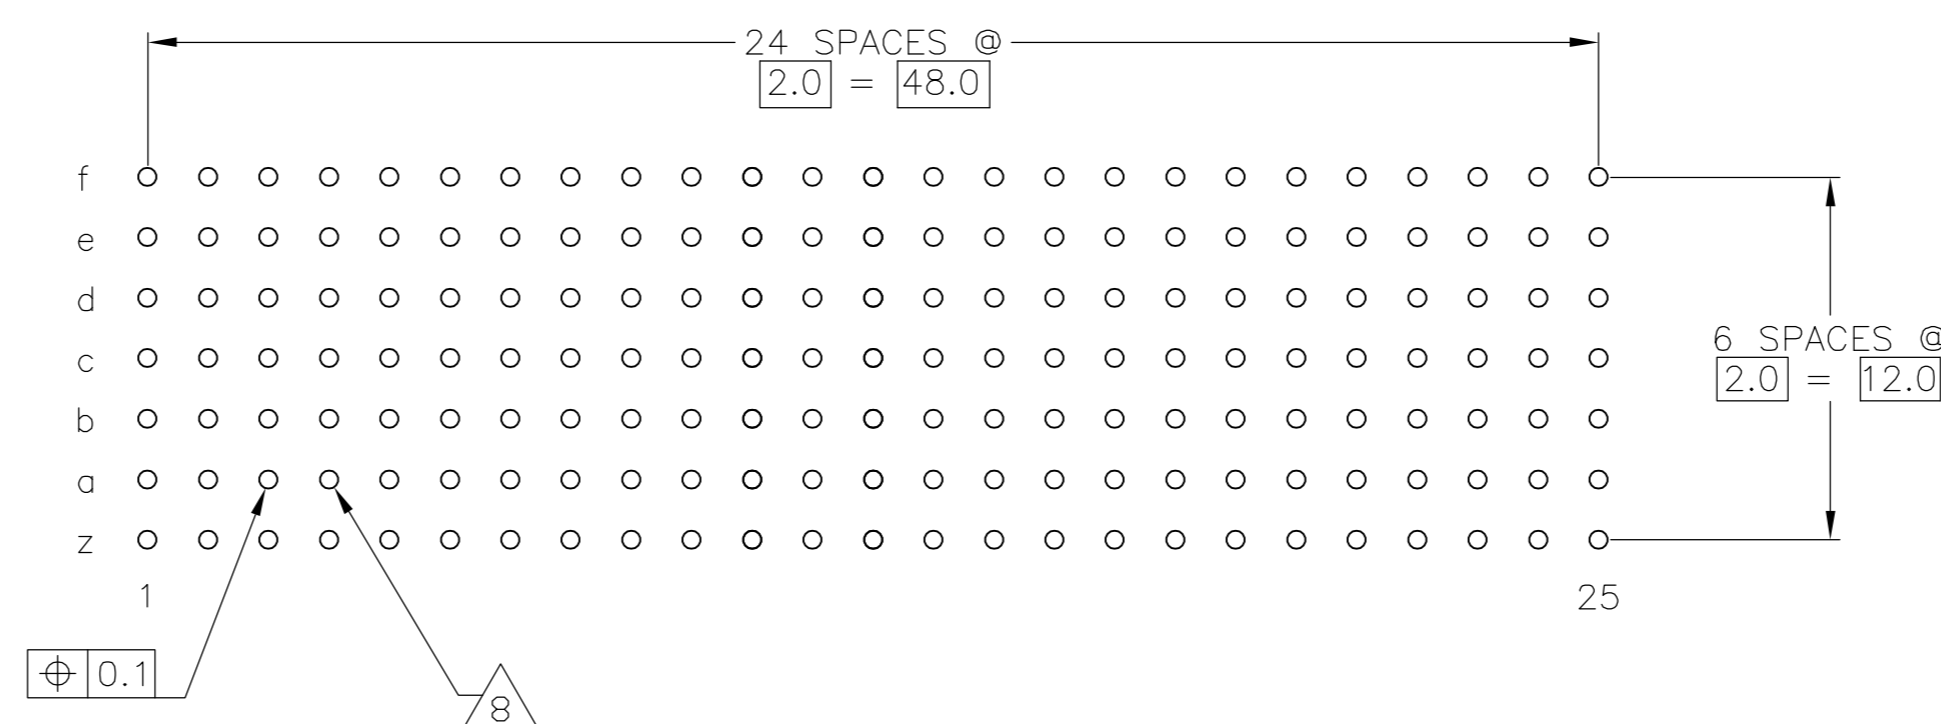 24 SPACES @
2.0 = 48.0
f
e
d
6 SPACES @
c
2.0 = 12.0
b
a
z
1
25
⌖ 0.1
8